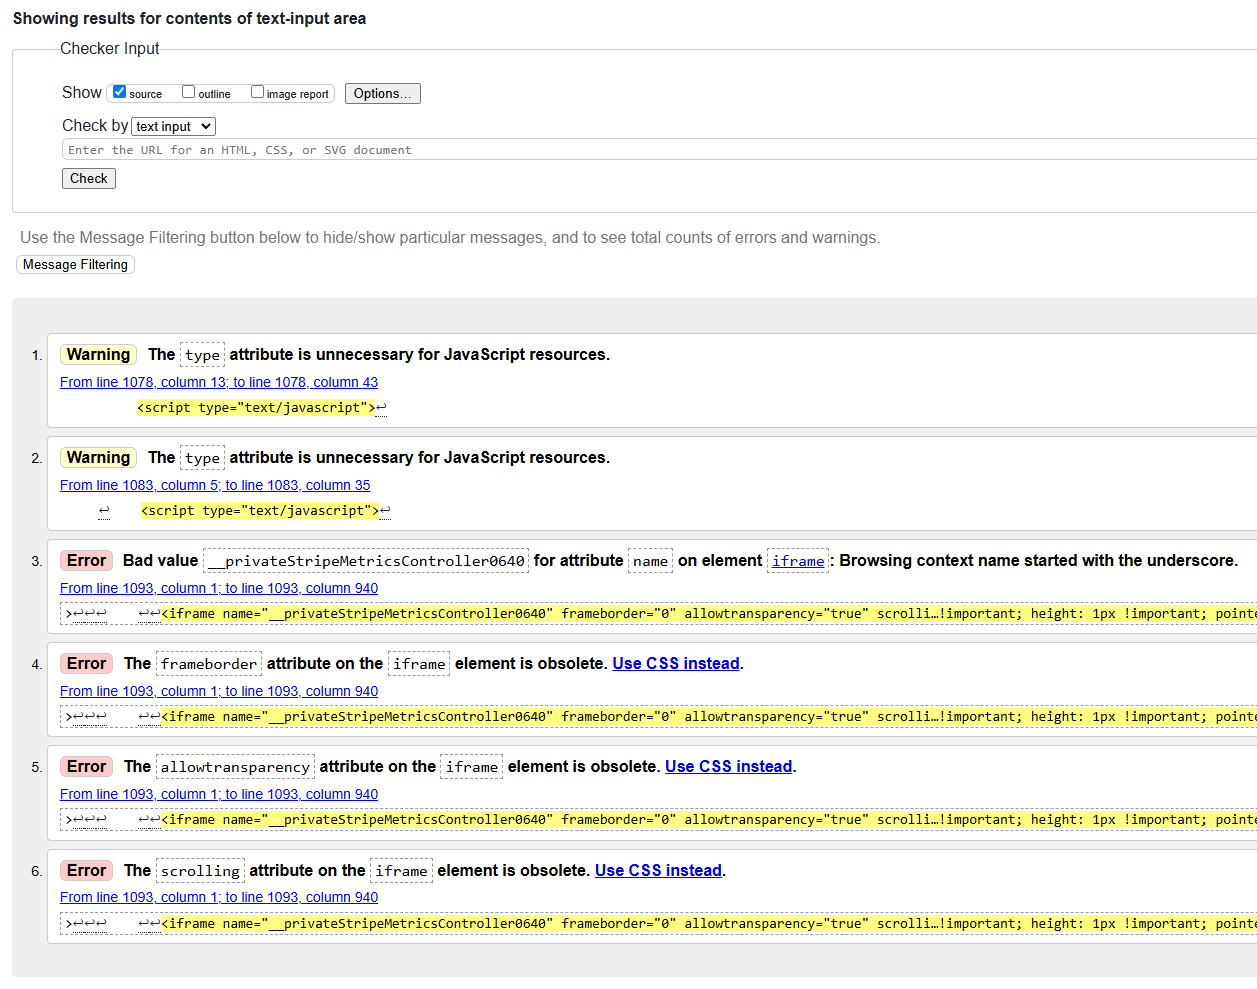 Showing results for contents of text-input area
Checker Input
Show source outline image report Options...
Check by text input
Enter the URL for an HTML, CSS, or SVG document
Check
Use the Message Filtering button below to hide/show particular messages, and to see total counts of errors and warnings.
Message Filtering
1. Warning The type attribute is unnecessary for JavaScript resources.
From line 1078, column 13; to line 1078, column 43
<script type="text/javascript">↩
2. Warning The type attribute is unnecessary for JavaScript resources.
From line 1083, column 5; to line 1083, column 35
↩ <script type="text/javascript">↩
3. Error Bad value __privateStripeMetricsController0640 for attribute name on element iframe: Browsing context name started with the underscore.
From line 1093, column 1; to line 1093, column 940
>↩↩↩ ↩↩<iframe name="__privateStripeMetricsController0640" frameborder="0" allowtransparency="true" scrolli…!important; height: 1px !important; pointe
4. Error The frameborder attribute on the iframe element is obsolete. Use CSS instead.
From line 1093, column 1; to line 1093, column 940
>↩↩↩ ↩↩<iframe name="__privateStripeMetricsController0640" frameborder="0" allowtransparency="true" scrolli…!important; height: 1px !important; pointe
5. Error The allowtransparency attribute on the iframe element is obsolete. Use CSS instead.
From line 1093, column 1; to line 1093, column 940
>↩↩↩ ↩↩<iframe name="__privateStripeMetricsController0640" frameborder="0" allowtransparency="true" scrolli…!important; height: 1px !important; pointe
6. Error The scrolling attribute on the iframe element is obsolete. Use CSS instead.
From line 1093, column 1; to line 1093, column 940
>↩↩↩ ↩↩<iframe name="__privateStripeMetricsController0640" frameborder="0" allowtransparency="true" scrolli…!important; height: 1px !important; pointe